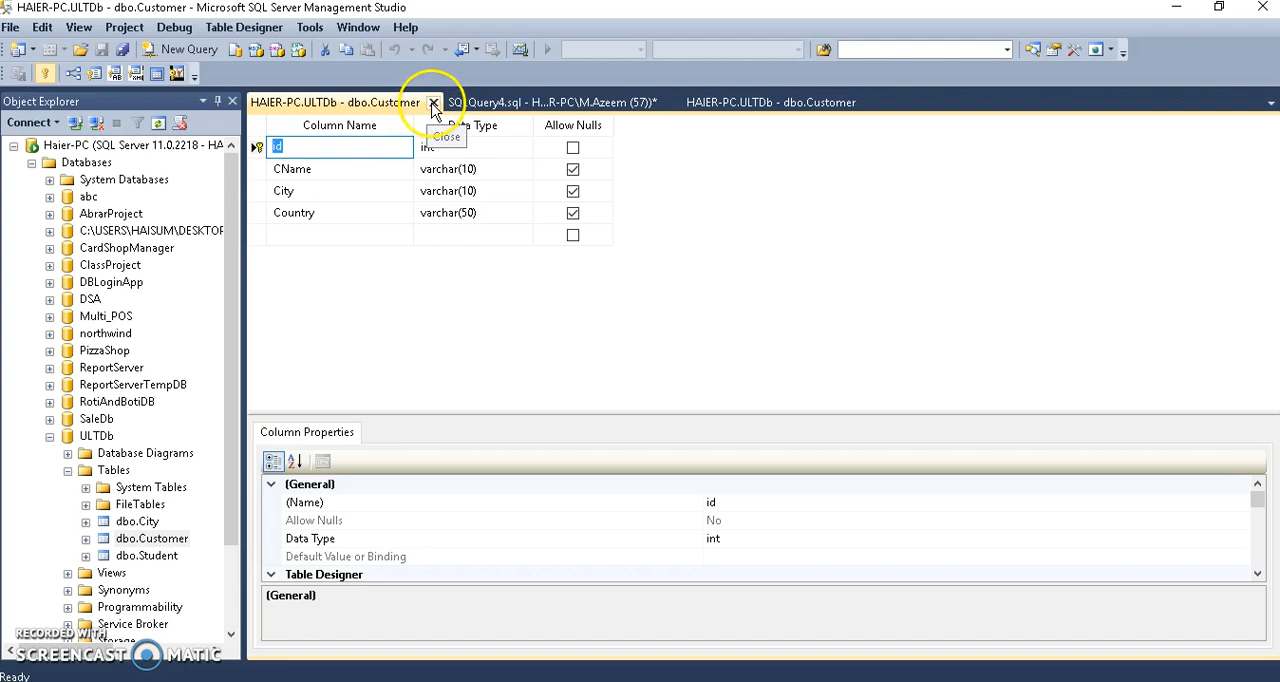 HAIER-PC.ULTDb - dbo.Customer - Microsoft SQL Server Management Studio
File Edit View Project Debug Table Designer Tools Window Help
New Query
Object Explorer
Connect
Haier-PC (SQL Server 11.0.2218 - HA
Databases
System Databases
abc
AbrarProject
C:\USERS\HAISUM\DESKTOP
CardShopManager
ClassProject
DBLoginApp
DSA
Multi_POS
northwind
PizzaShop
ReportServer
ReportServerTempDB
RotiAndBotiDB
SaleDb
ULTDb
Database Diagrams
Tables
System Tables
FileTables
dbo.City
dbo.Customer
dbo.Student
Views
Synonyms
Programmability
Service Broker
Storage
RECORDED WITH
SCREENCAST MATIC
HAIER-PC.ULTDb - dbo.Customer SQLQuery4.sql - H...R-PC\M.Azeem (57))* HAIER-PC.ULTDb - dbo.Customer
Column Name Data Type Allow Nulls
Close
id int
CName varchar(10)
City varchar(10)
Country varchar(50)
Column Properties
(General)
(Name) id
Allow Nulls No
Data Type int
Default Value or Binding
Table Designer
(General)
Ready